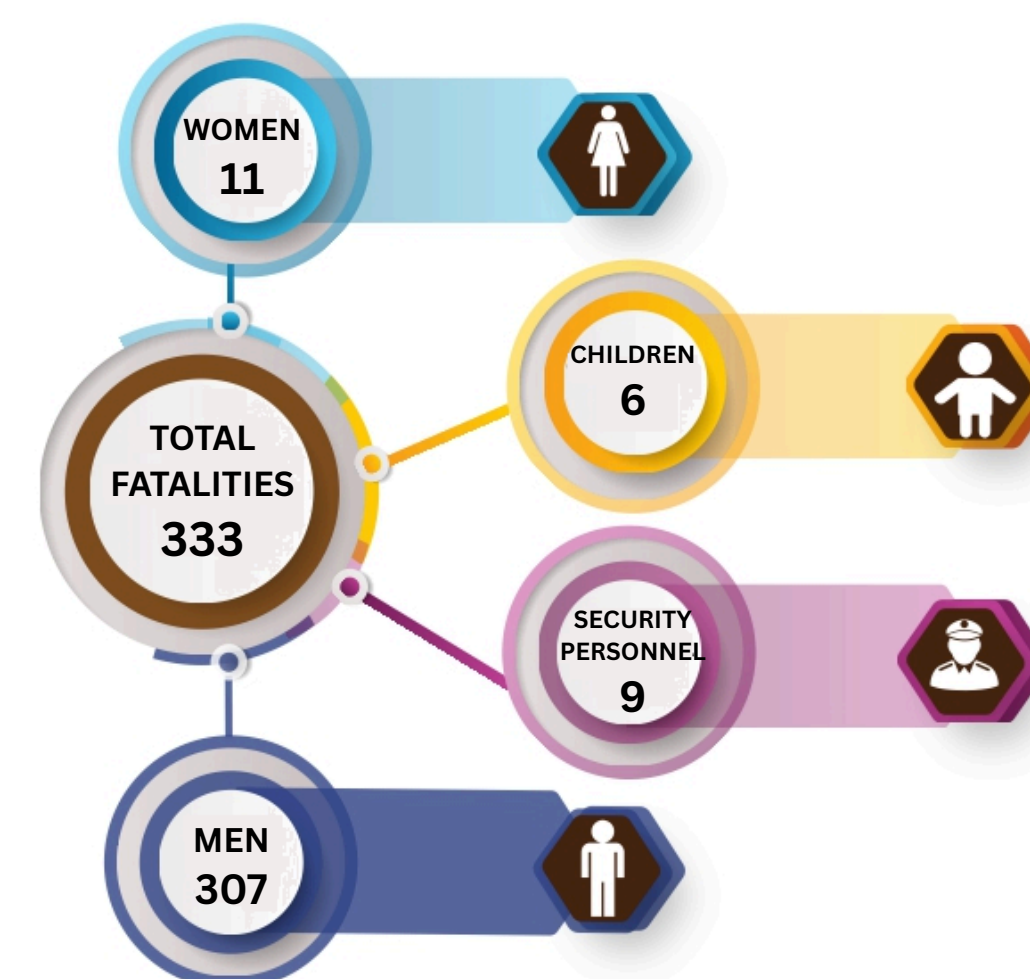 WOMEN
11
CHILDREN
6
TOTAL
FATALITIES
333
SECURITY
PERSONNEL
9
MEN
307